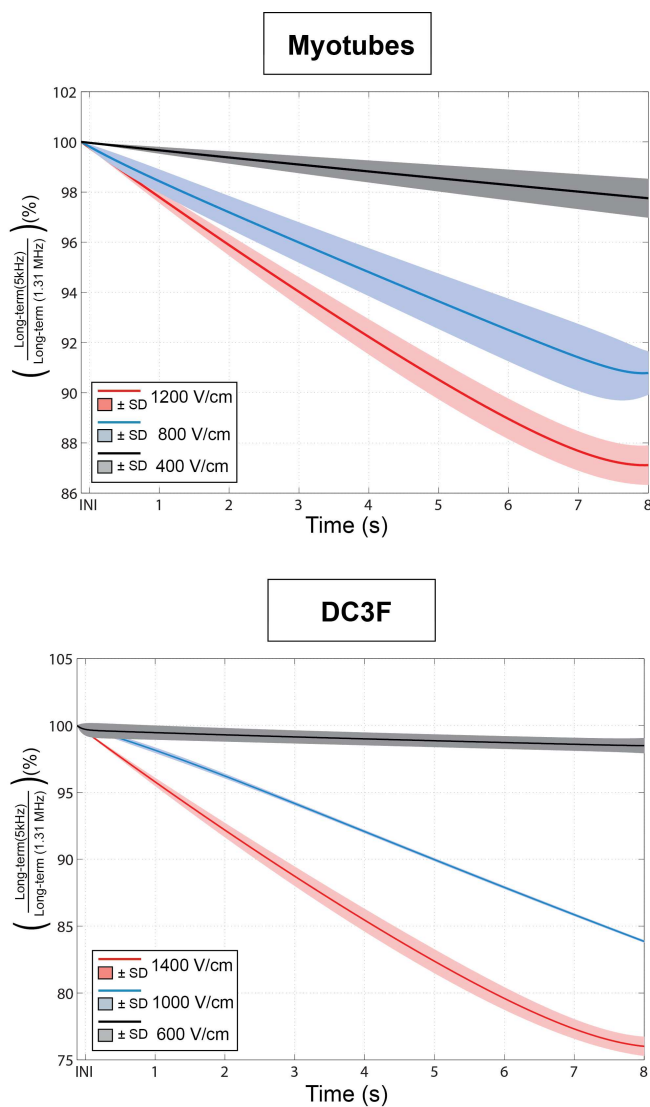 Myotubes
102
100
98
96
94
92
90
88
86
(Long-term(5kHz)
Long-term (1.31 MHz))(%)
± SD 1200 V/cm
± SD 800 V/cm
± SD 400 V/cm
INI 1 2 3 4 5 6 7 8
Time (s)
DC3F
105
100
95
90
85
80
75
(Long-term(5kHz)
Long-term (1.31 MHz))(%)
± SD 1400 V/cm
± SD 1000 V/cm
± SD 600 V/cm
INI 1 2 3 4 5 6 7 8
Time (s)